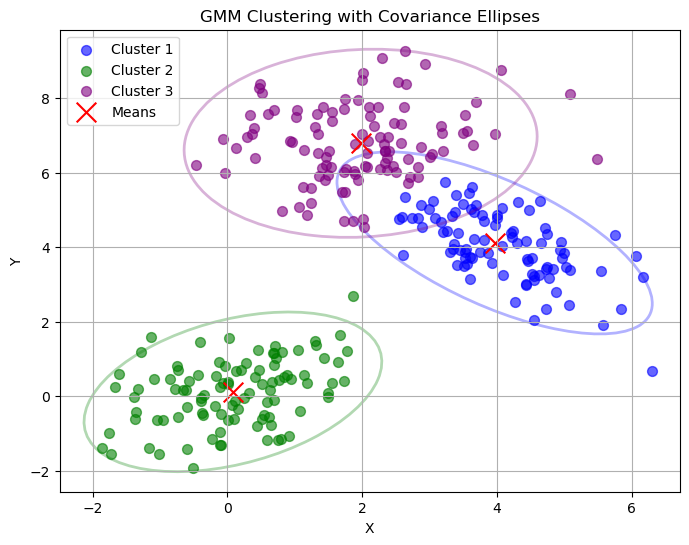 GMM Clustering with Covariance Ellipses
Cluster 1
Cluster 2
Cluster 3
Means
Y
8
6
4
2
0
−2
−2
0
2
4
6
X